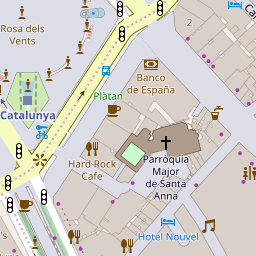 Rosa dels
Vents
2
Ca
Banco
de España
Plàtan
Catalunya
Hard Rock
Cafe
Parròquia
Major
de Santa
Anna
's
Hotel Nouvel